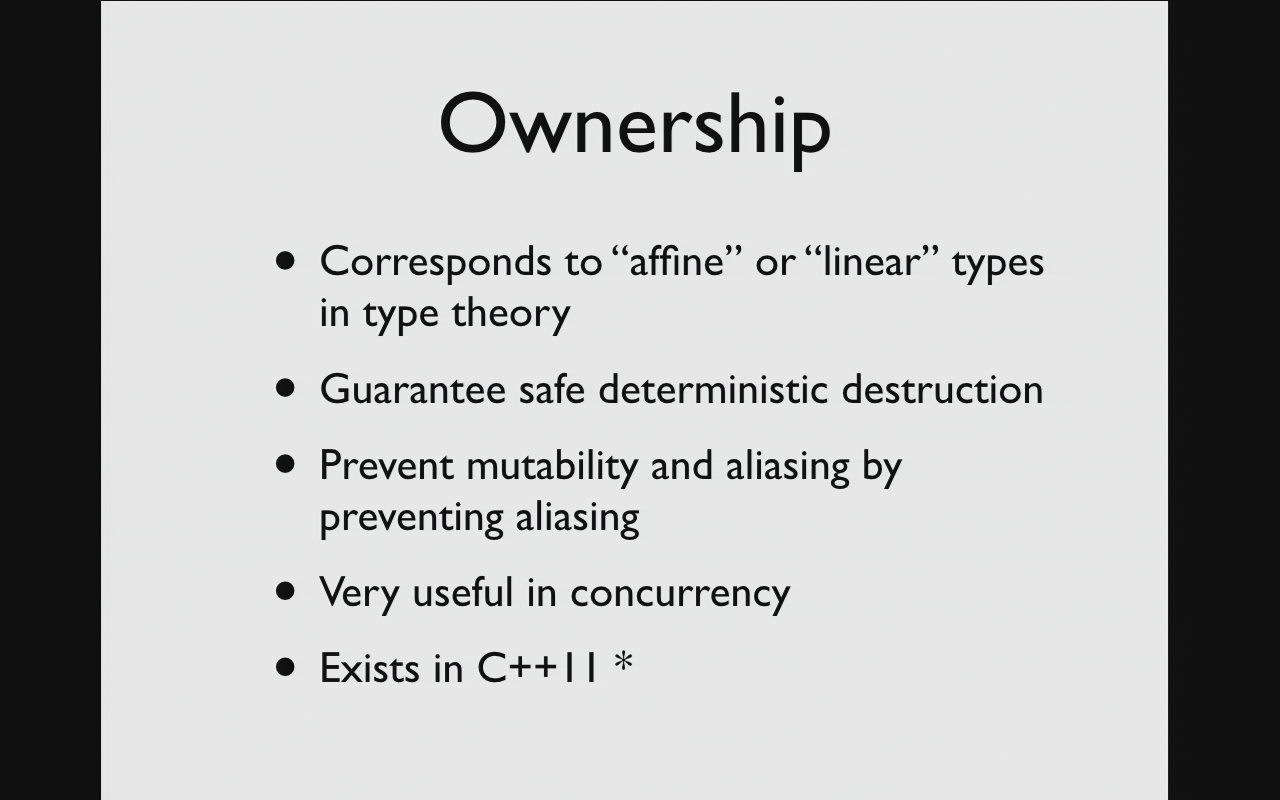 Ownership
• Corresponds to “affine” or “linear” types
in type theory
• Guarantee safe deterministic destruction
• Prevent mutability and aliasing by
preventing aliasing
• Very useful in concurrency
• Exists in C++11 *